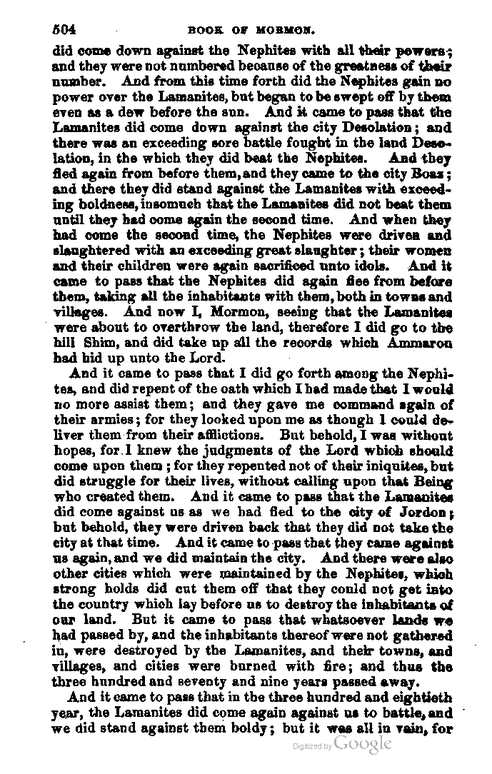 504 BOOK OF MORMON.
did come down against the Nephites with all their powers;
and they were not numbered because of the greatness of their
number. And from this time forth did the Nephites gain no
power over the Lamanites, but began to be swept off by them
even as a dew before the sun. And it came to pass that the
Lamanites did come down against the city Desolation; and
there was an exceeding sore battle fought in the land Deso-
lation, in the which they did beat the Nephites. And they
fled again from before them, and they came to the city Boaz;
and there they did stand against the Lamanites with exceed-
ing boldness, insomuch that the Lamanites did not beat them
until they had come again the second time. And when they
had come the second time, the Nephites were driven and
slaughtered with an exceeding great slaughter; their women
and their children were again sacrificed unto idols. And it
came to pass that the Nephites did again flee from before
them, taking all the inhabitants with them, both in towns and
villages. And now I, Mormon, seeing that the Lamanites
were about to overthrow the land, therefore I did go to the
hill Shim, and did take up all the records which Ammaron
had hid up unto the Lord.
And it came to pass that I did go forth among the Nephi-
tes, and did repent of the oath which I had made that I would
no more assist them; and they gave me command again of
their armies; for they looked upon me as though I could de-
liver them from their afflictions. But behold, I was without
hopes, for I knew the judgments of the Lord which should
come upon them; for they repented not of their iniquites, but
did struggle for their lives, without calling upon that Being
who created them. And it came to pass that the Lamanites
did come against us as we had fled to the city of Jordon;
but behold, they were driven back that they did not take the
city at that time. And it came to pass that they came against
us again, and we did maintain the city. And there were also
other cities which were maintained by the Nephites, which
strong holds did cut them off that they could not get into
the country which lay before us to destroy the inhabitants of
our land. But it came to pass that whatsoever lands we
had passed by, and the inhabitants thereof were not gathered
in, were destroyed by the Lamanites, and their towns, and
villages, and cities were burned with fire; and thus the
three hundred and seventy and nine years passed away.
And it came to pass that in the three hundred and eightieth
year, the Lamanites did come again against us to battle, and
we did stand against them boldy; but it was all in vain, for
Digitized by Google